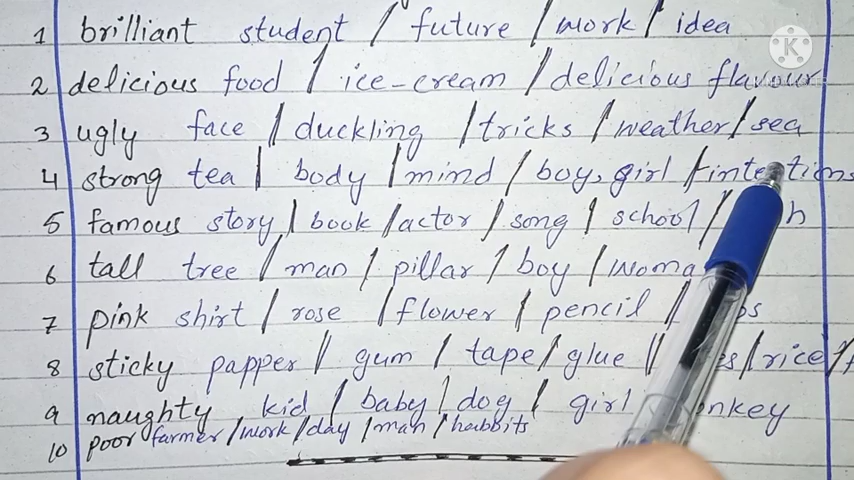 1 brilliant student / future / work / idea
2 delicious food / ice-cream / delicious flavour
3 ugly face / duckling / tricks / weather / sea
4 strong tea / body / mind / boy, girl /
5 famous story / book / actor / song / school /
6 tall tree / man / pillar / boy /
7 pink shirt / rose / flower / pencil /
8 sticky papper / gum / tape / glue / / rice /
9 naughty kid / baby / dog / girl
10 poor farmer / work / day / man / habbits
K